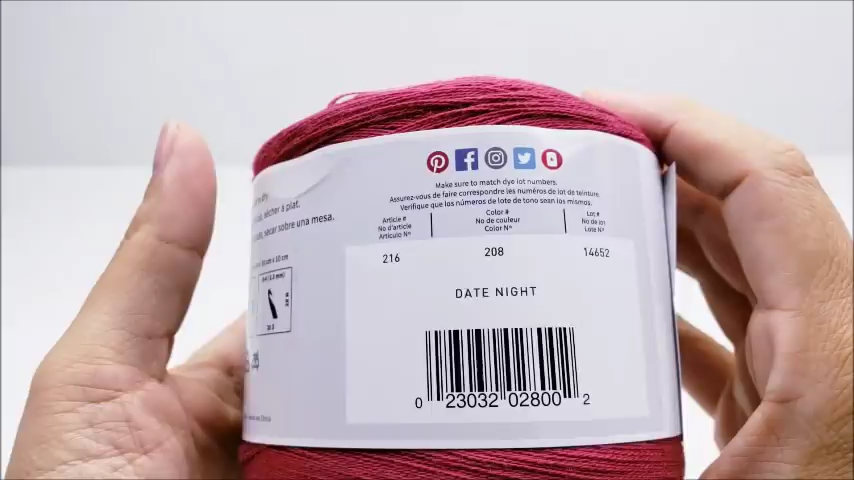 Make sure to match dye lot numbers.
Assurez-vous de faire correspondre les numéros de lot de teinture.
Verifique que los números de lote de tono sean los mismos.
Article #
No d'article
Artículo Nº
Color #
No de couleur
Color Nº
Lot #
No de lot
Lote Nº
216
208
14652
DATE NIGHT
0 23032 02800 2
sécher à plat.
secar sobre una mesa.